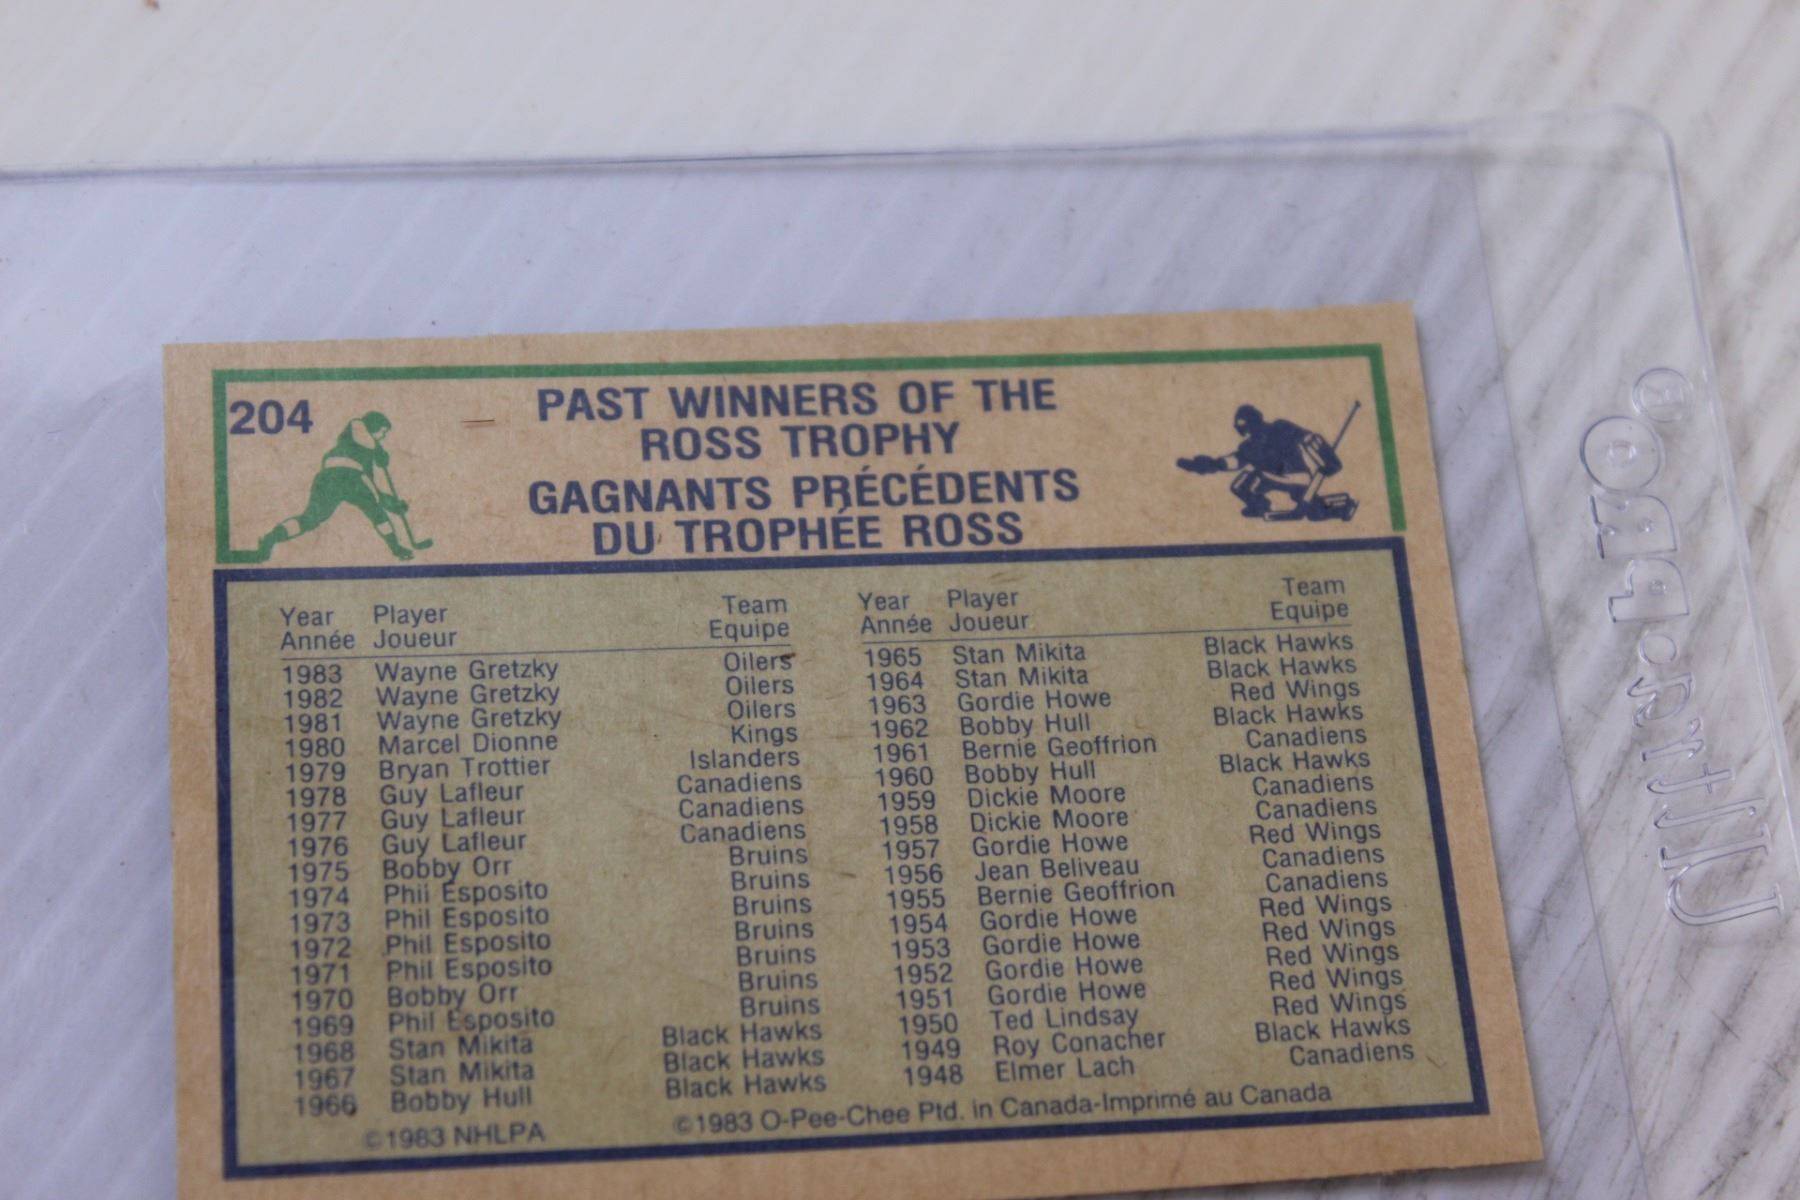 204
PAST WINNERS OF THE
ROSS TROPHY
GAGNANTS PRÉCÉDENTS
DU TROPHÉE ROSS
Year Player Team
Année Joueur Equipe
1983 Wayne Gretzky Oilers
1982 Wayne Gretzky Oilers
1981 Wayne Gretzky Oilers
1980 Marcel Dionne Kings
1979 Bryan Trottier Islanders
1978 Guy Lafleur Canadiens
1977 Guy Lafleur Canadiens
1976 Guy Lafleur Canadiens
1975 Bobby Orr Bruins
1974 Phil Esposito Bruins
1973 Phil Esposito Bruins
1972 Phil Esposito Bruins
1971 Phil Esposito Bruins
1970 Bobby Orr Bruins
1969 Phil Esposito Bruins
1968 Stan Mikita Black Hawks
1967 Stan Mikita Black Hawks
1966 Bobby Hull Black Hawks
Year Player Team
Année Joueur Equipe
1965 Stan Mikita Black Hawks
1964 Stan Mikita Black Hawks
1963 Gordie Howe Red Wings
1962 Bobby Hull Black Hawks
1961 Bernie Geoffrion Canadiens
1960 Bobby Hull Black Hawks
1959 Dickie Moore Canadiens
1958 Dickie Moore Canadiens
1957 Gordie Howe Red Wings
1956 Jean Beliveau Canadiens
1955 Bernie Geoffrion Canadiens
1954 Gordie Howe Red Wings
1953 Gordie Howe Red Wings
1952 Gordie Howe Red Wings
1951 Gordie Howe Red Wings
1950 Ted Lindsay Red Wings
1949 Roy Conacher Black Hawks
1948 Elmer Lach Canadiens
©1983 NHLPA ©1983 O-Pee-Chee Ptd. in Canada-Imprimé au Canada
Ultra•PRO®